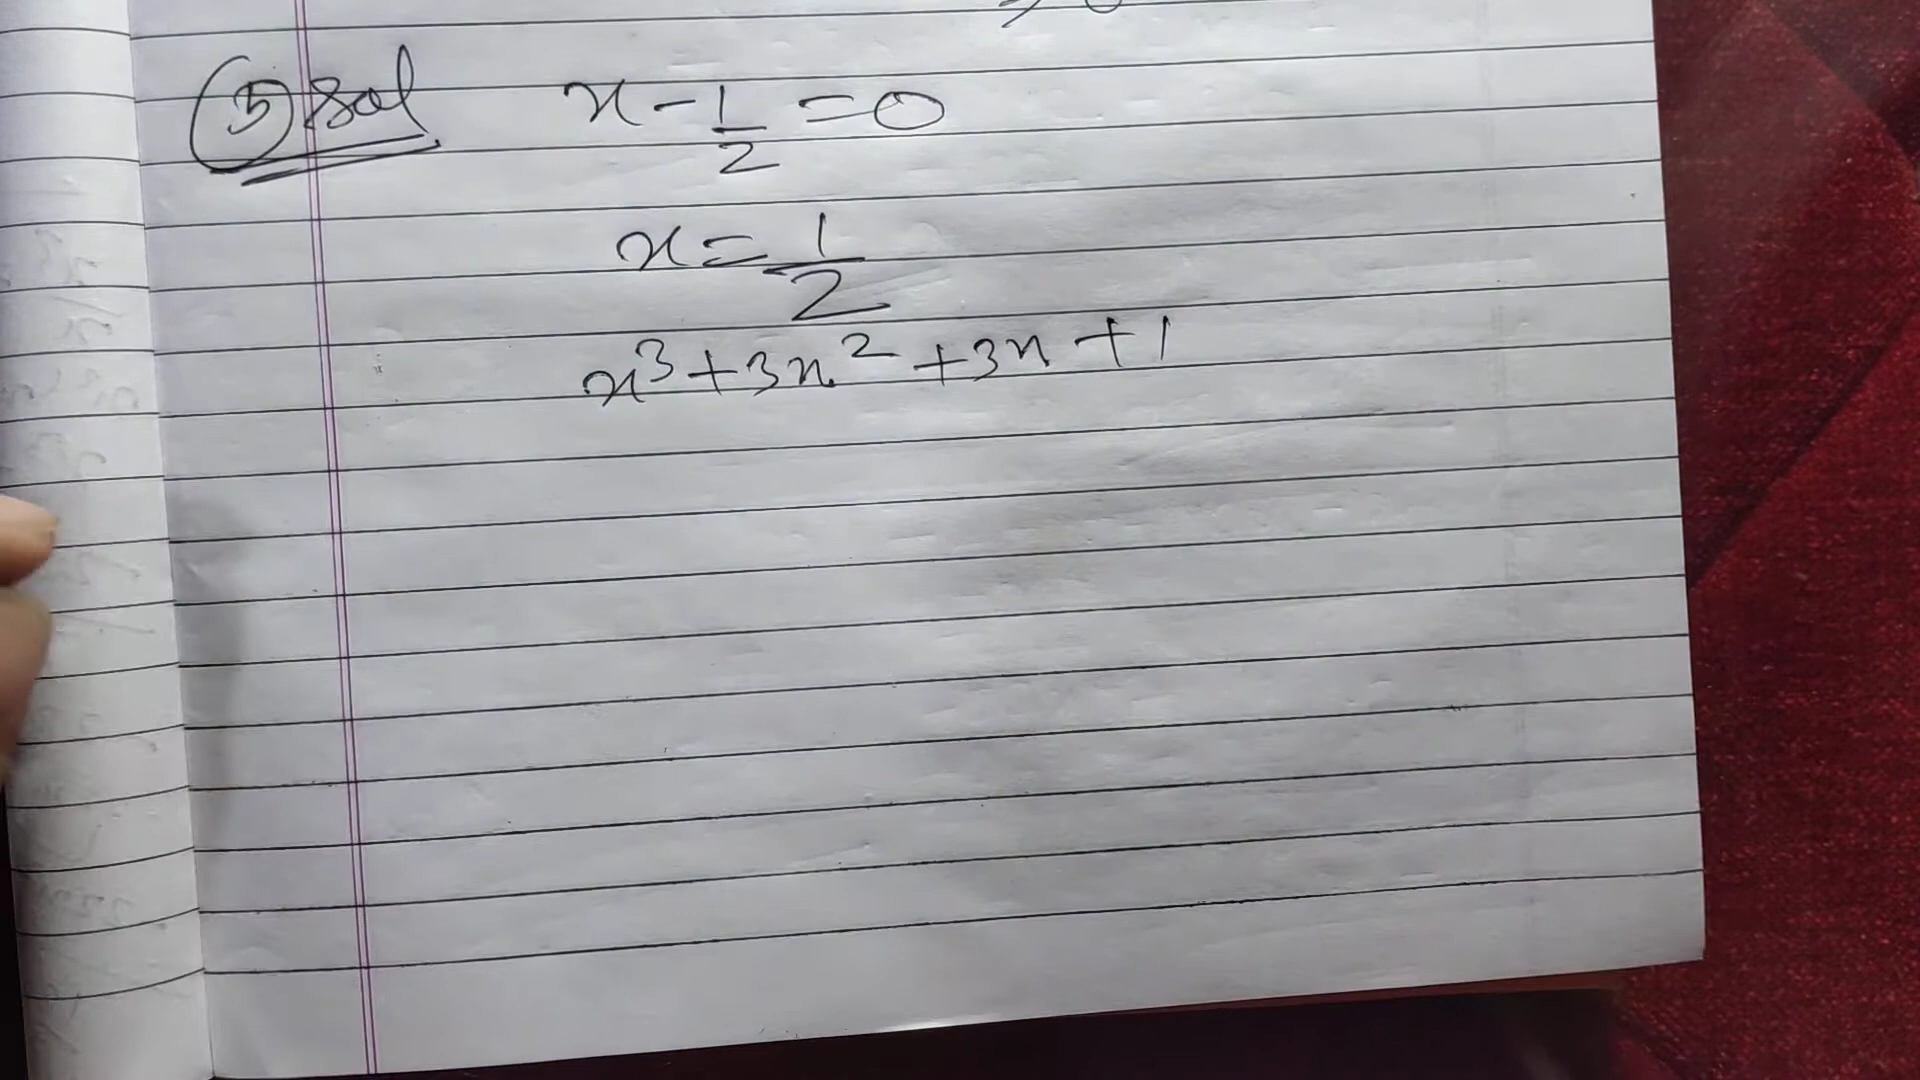 ⑤ Sol x - 1/2 = 0
x = 1/2
x³ + 3x² + 3x + 1